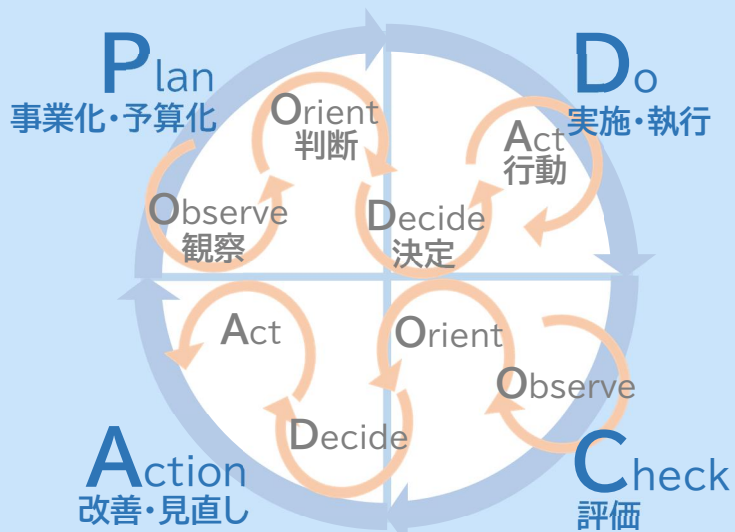 Plan
事業化・予算化
Do
実施・執行
Orient
判断
Act
行動
Observe
観察
Decide
決定
Act
Orient
Observe
Decide
Action
改善・見直し
Check
評価